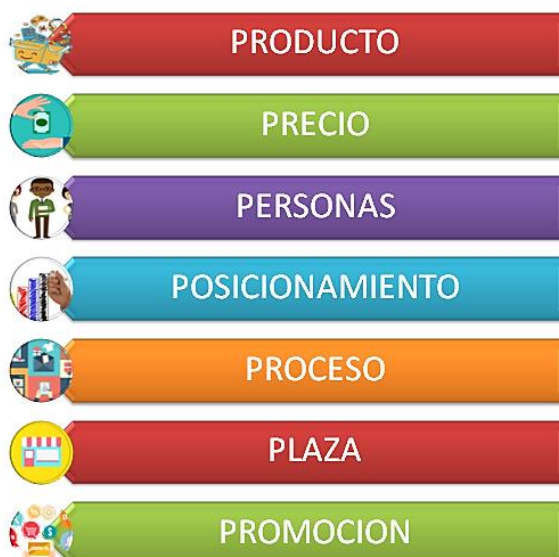 PRODUCTO
PRECIO
PERSONAS
POSICIONAMIENTO
PROCESO
PLAZA
PROMOCION